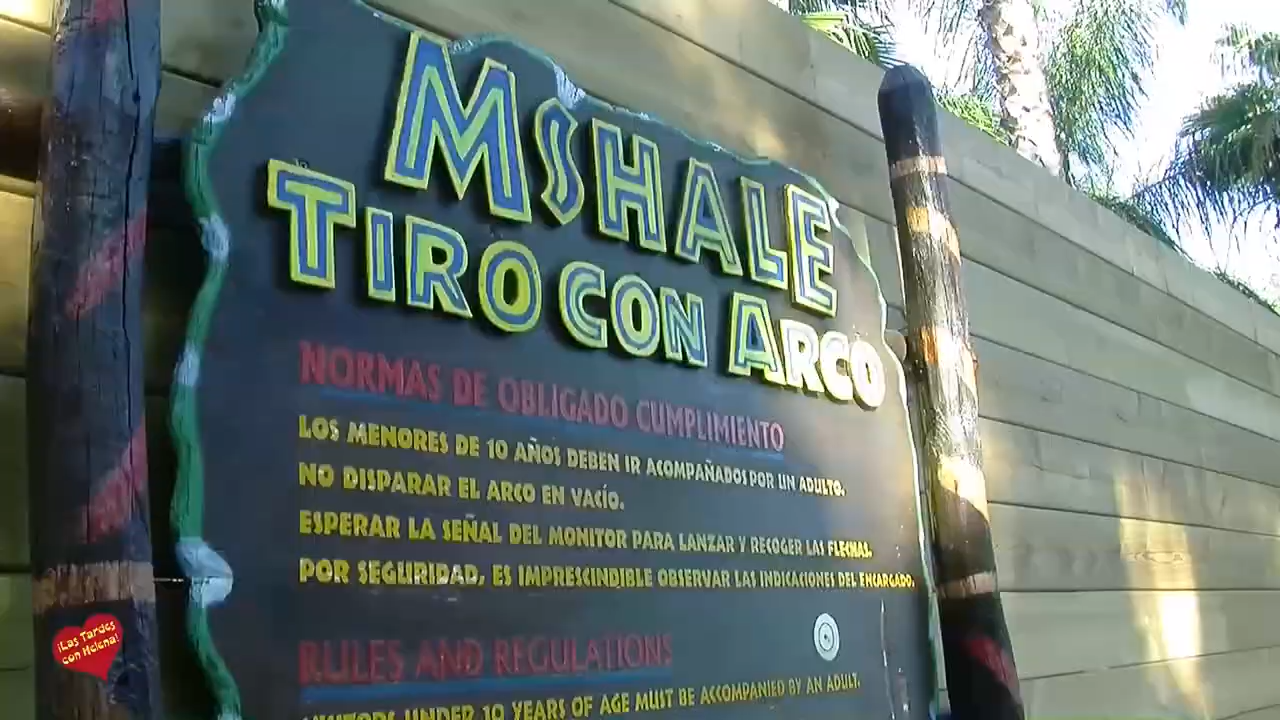 MSHALE
TIRO CON ARCO
NORMAS DE OBLIGADO CUMPLIMIENTO
LOS MENORES DE 10 AÑOS DEBEN IR ACOMPAÑADOS POR UN ADULTO.
NO DISPARAR EL ARCO EN VACÍO.
ESPERAR LA SEÑAL DEL MONITOR PARA LANZAR Y RECOGER LAS FLECHAS.
POR SEGURIDAD, ES IMPRESCINDIBLE OBSERVAR LAS INDICACIONES DEL ENCARGADO.
RULES AND REGULATIONS
VISITORS UNDER 10 YEARS OF AGE MUST BE ACCOMPANIED BY AN ADULT.
¡Las Tardes
con Helena!